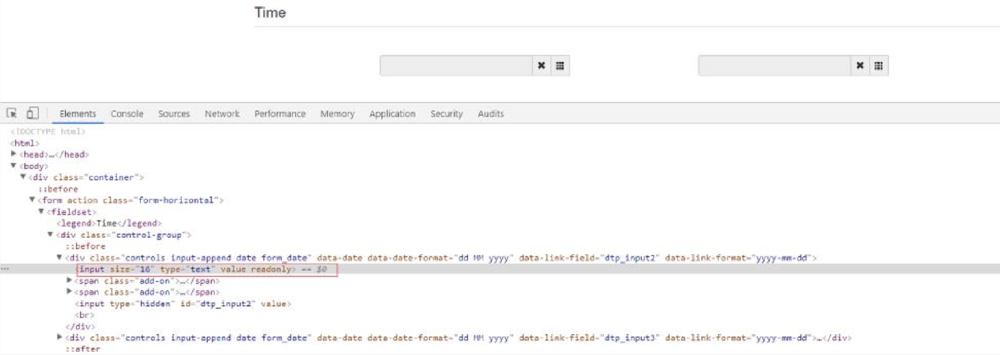 Time
Elements Console Sources Network Performance Memory Application Security Audits
<!DOCTYPE html>
<html>
<head>…</head>
<body>
<div class="container">
::before
<form action class="form-horizontal">
<fieldset>
<legend>Time</legend>
<div class="control-group">
::before
<div class="controls input-append date form_date" data-date data-date-format="dd MM yyyy" data-link-field="dtp_input2" data-link-format="yyyy-mm-dd">
<input size="16" type="text" value readonly> == $0
<span class="add-on">…</span>
<span class="add-on">…</span>
<input type="hidden" id="dtp_input2" value>
<br>
</div>
<div class="controls input-append date form_date" data-date data-date-format="dd MM yyyy" data-link-field="dtp_input3" data-link-format="yyyy-mm-dd">…</div>
::after